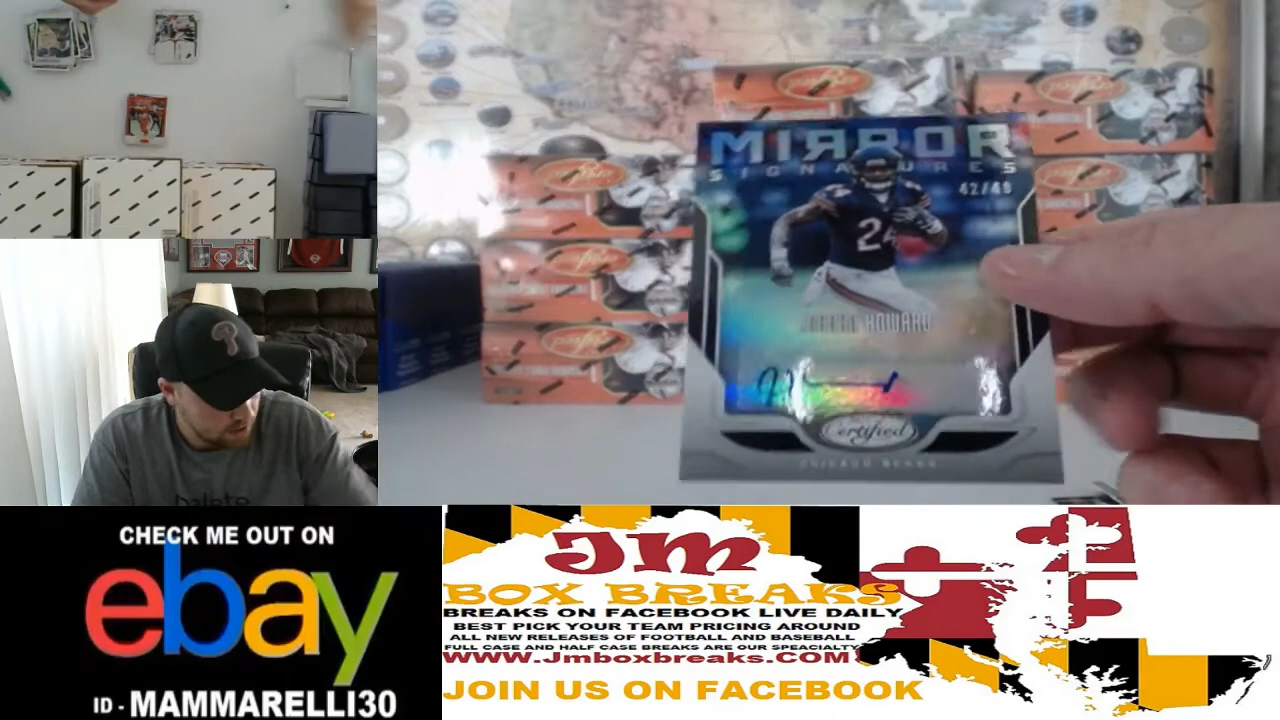 MIRROR
SIGNATURES
42/49
24
HOWARD
Certified
CHICAGO BEARS
CHECK ME OUT ON
ebay
ID - MAMMARELLI30
JM
BOX BREAKS
BREAKS ON FACEBOOK LIVE DAILY
BEST PICK YOUR TEAM PRICING AROUND
ALL NEW RELEASES OF FOOTBALL AND BASEBALL
FULL CASE AND HALF CASE BREAKS ARE OUR SPEACIALTY
WWW.Jmboxbreaks.COM
JOIN US ON FACEBOOK